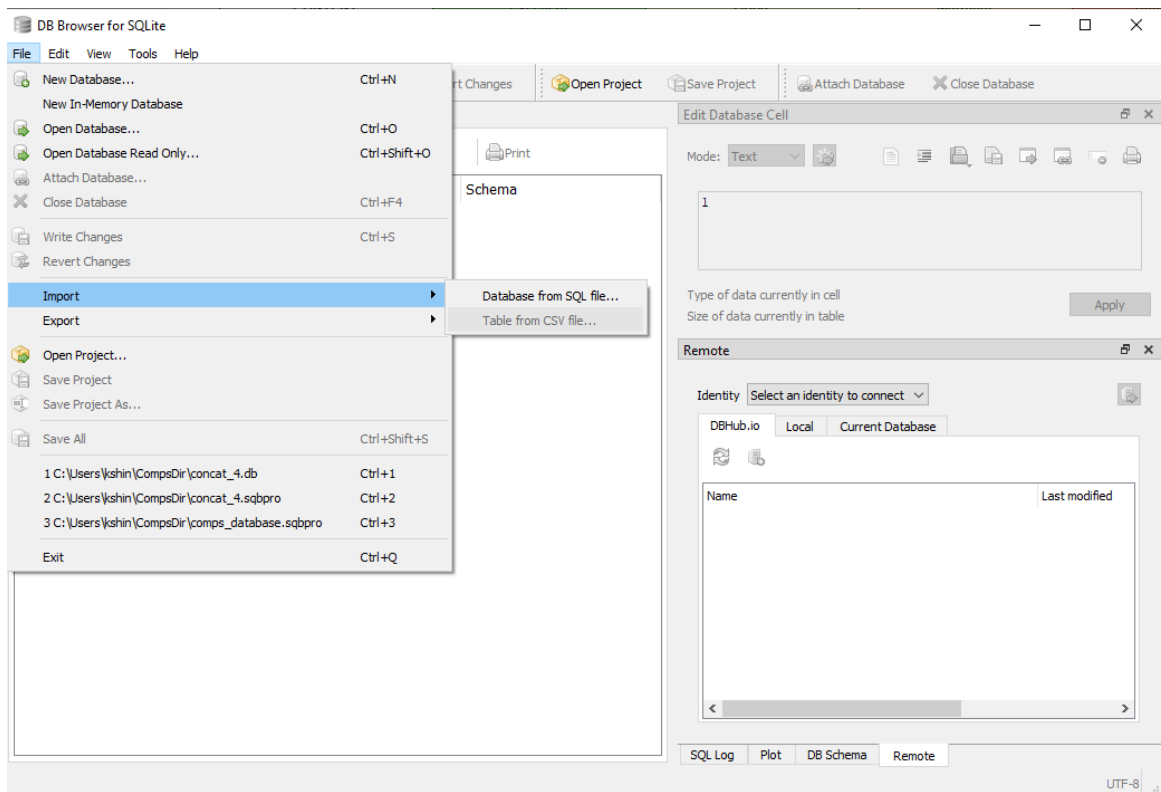 DB Browser for SQLite
File Edit View Tools Help
New Database... Ctrl+N
New In-Memory Database
Open Database... Ctrl+O
Open Database Read Only... Ctrl+Shift+O
Attach Database...
Close Database Ctrl+F4
Write Changes Ctrl+S
Revert Changes
Import
Export
Open Project...
Save Project
Save Project As...
Save All Ctrl+Shift+S
1 C:\Users\kshin\CompsDir\concat_4.db Ctrl+1
2 C:\Users\kshin\CompsDir\concat_4.sqbpro Ctrl+2
3 C:\Users\kshin\CompsDir\comps_database.sqbpro Ctrl+3
Exit Ctrl+Q
Database from SQL file...
Table from CSV file...
rt Changes Open Project Save Project Attach Database Close Database
Print
Schema
Edit Database Cell
Mode: Text
1
Type of data currently in cell
Size of data currently in table
Apply
Remote
Identity Select an identity to connect
DBHub.io Local Current Database
Name Last modified
SQL Log Plot DB Schema Remote
UTF-8